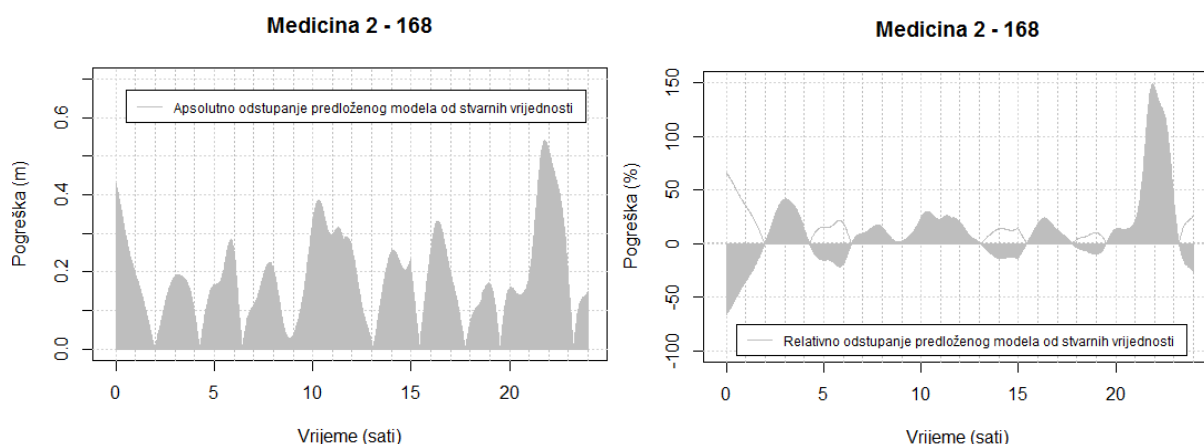 Medicina 2 - 168
Pogreška (m)
0.6
0.4
0.2
0.0
Apsolutno odstupanje predloženog modela od stvarnih vrijednosti
0 5 10 15 20
Vrijeme (sati)
Medicina 2 - 168
Pogreška (%)
150
100
50
0
-50
-100
Relativno odstupanje predloženog modela od stvarnih vrijednosti
0 5 10 15 20
Vrijeme (sati)